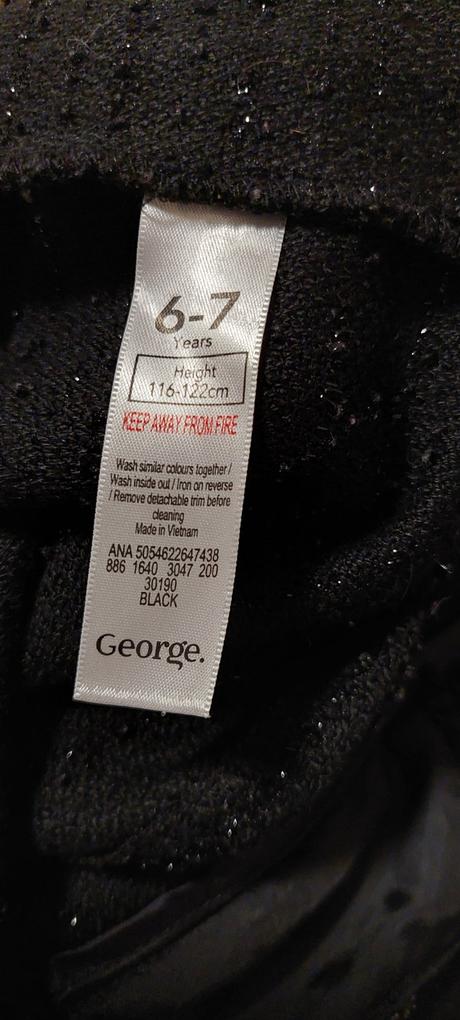 6-7
Years
Height
116-122cm
KEEP AWAY FROM FIRE
Wash similar colours together /
Wash inside out / Iron on reverse
/ Remove detachable trim before
cleaning
Made in Vietnam
ANA 5054622647438
886 1640 3047 200
30190
BLACK
George.